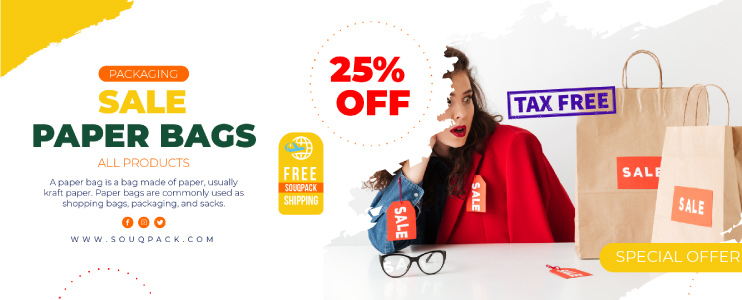 PACKAGING
SALE
PAPER BAGS
ALL PRODUCTS
A paper bag is a bag made of paper, usually
kraft paper. Paper bags are commonly used as
shopping bags, packaging, and sacks.
WWW.SOUQPACK.COM
FREE
SOUQPACK
SHIPPING
25%
OFF
TAX FREE
SALE
SALE
SALE
SALE
SALE
SALE
SPECIAL OFFER